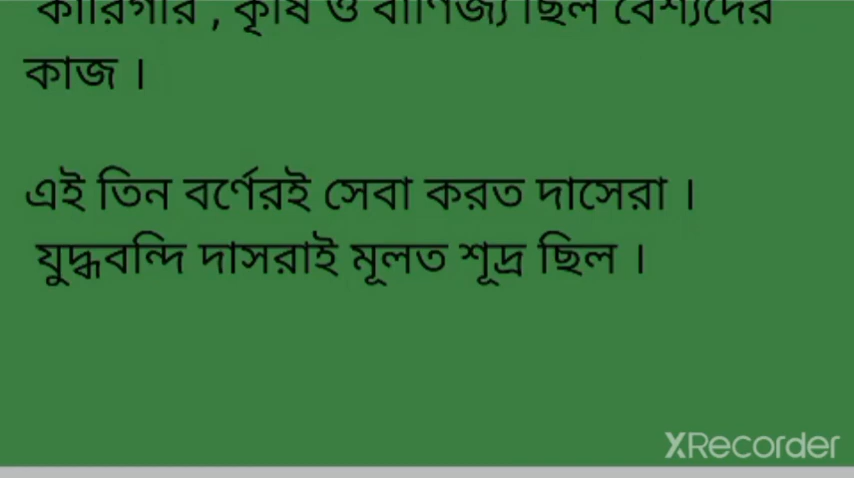 কারিগরি , কৃষি ও বাণিজ্য ছিল বৈশ্যদের
কাজ ।
এই তিন বর্ণেরই সেবা করত দাসেরা ।
যুদ্ধবন্দি দাসরাই মূলত শূদ্র ছিল ।
XRecorder